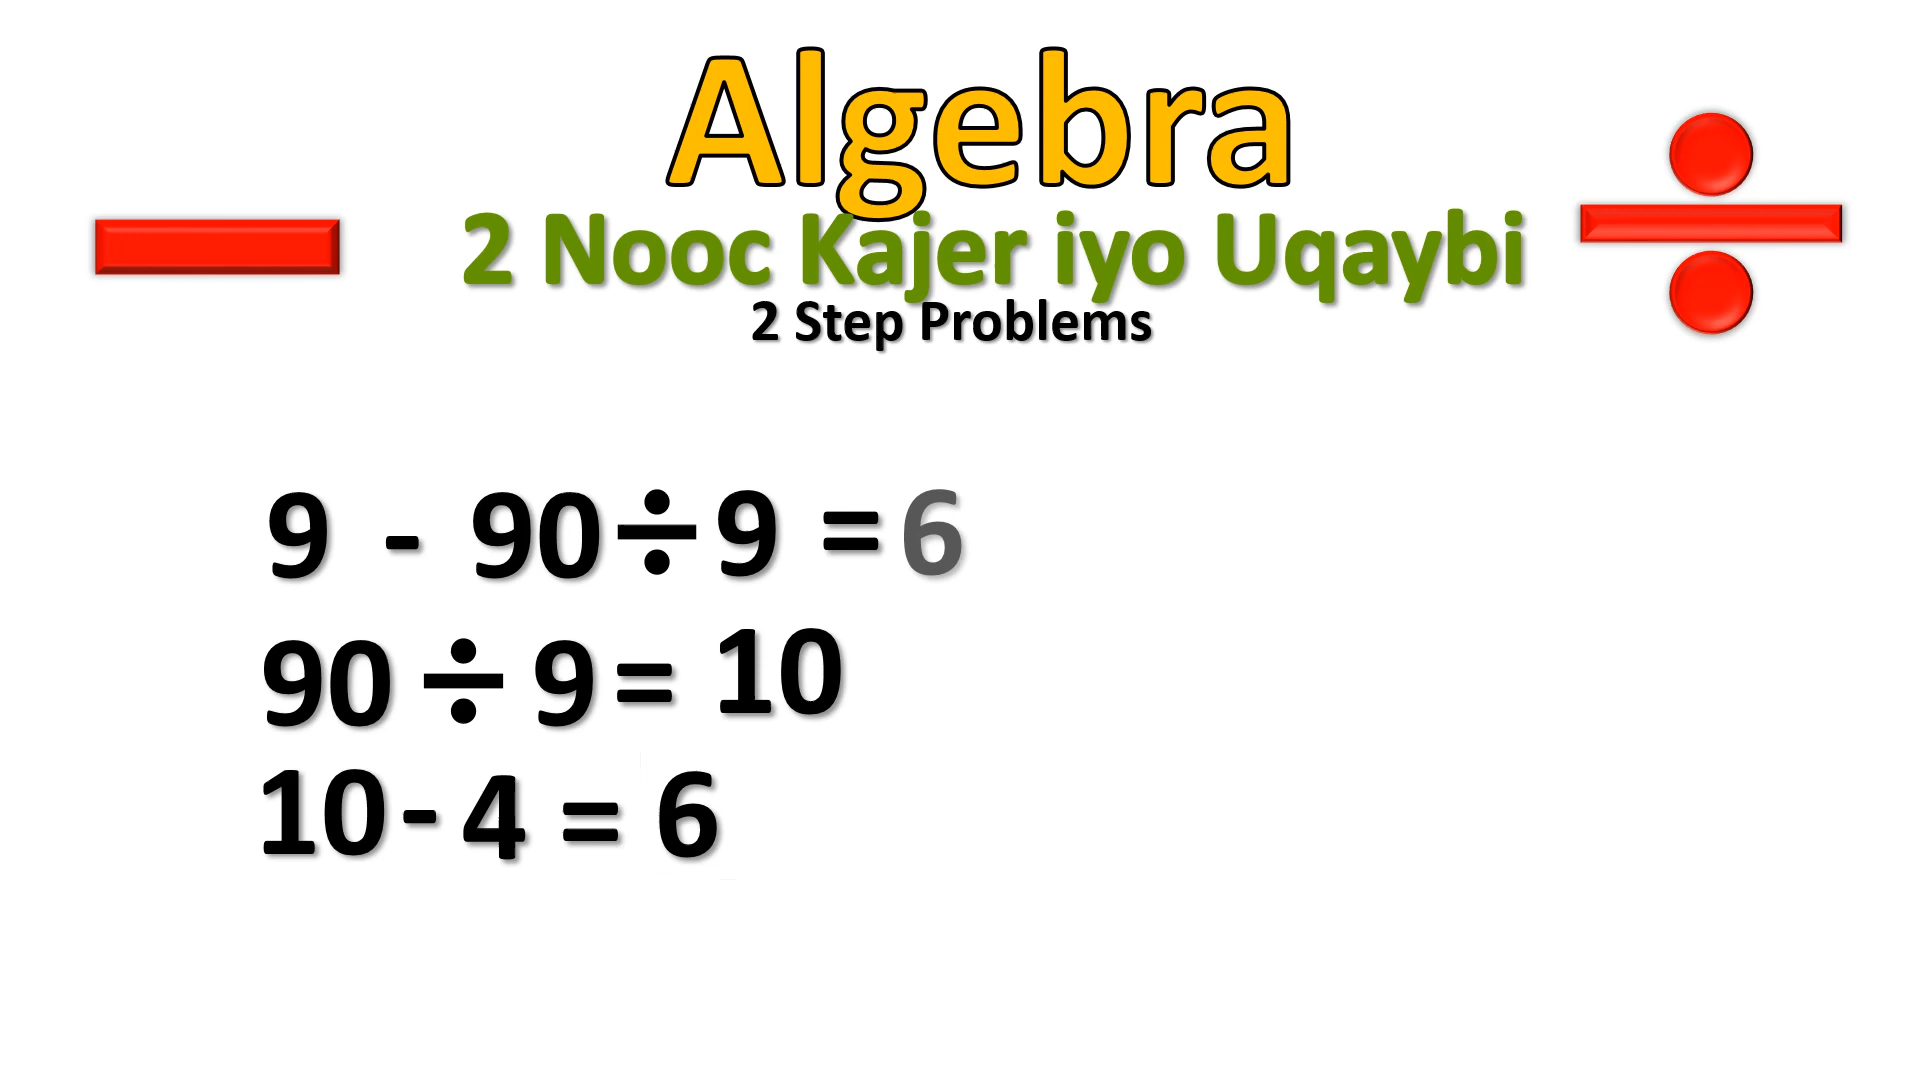 Algebra
2 Nooc Kajer iyo Uqaybi
2 Step Problems
9 - 90 ÷ 9 = 6
90 ÷ 9 = 10
10 - 4 = 6